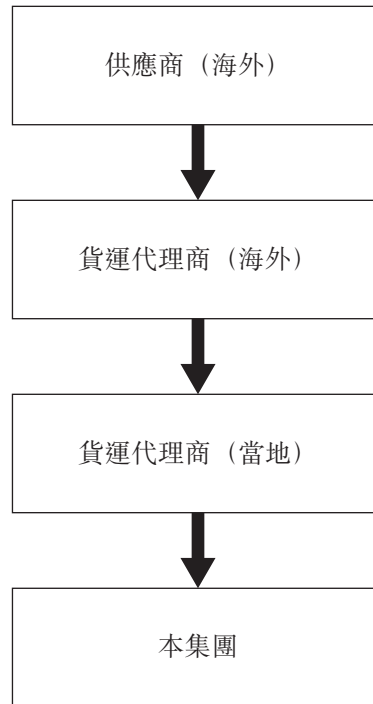 供應商（海外）
貨運代理商（海外）
貨運代理商（當地）
本集團